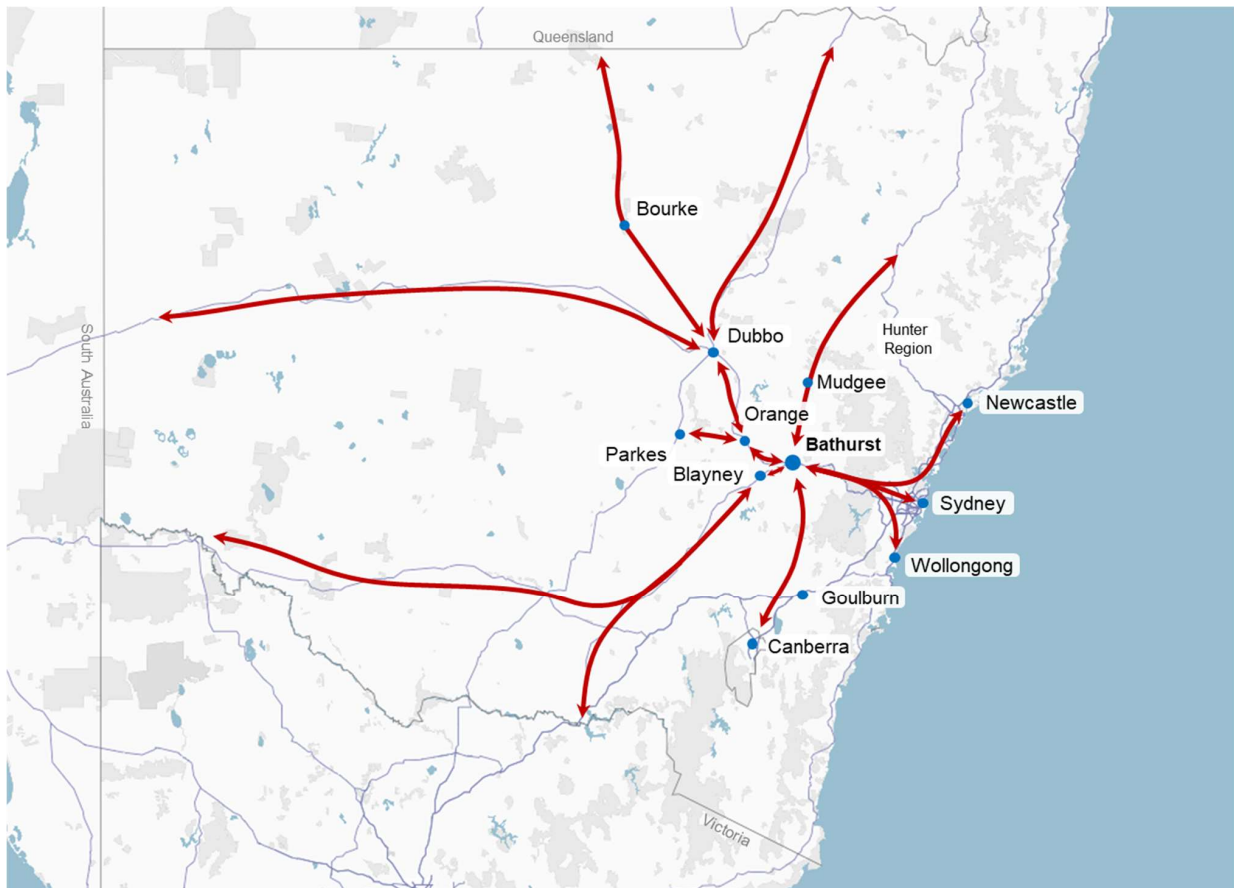 Queensland
Bourke
South Australia
Dubbo
Hunter
Region
Mudgee
Newcastle
Orange
Parkes
Bathurst
Blayney
Sydney
Wollongong
Goulburn
Canberra
Victoria